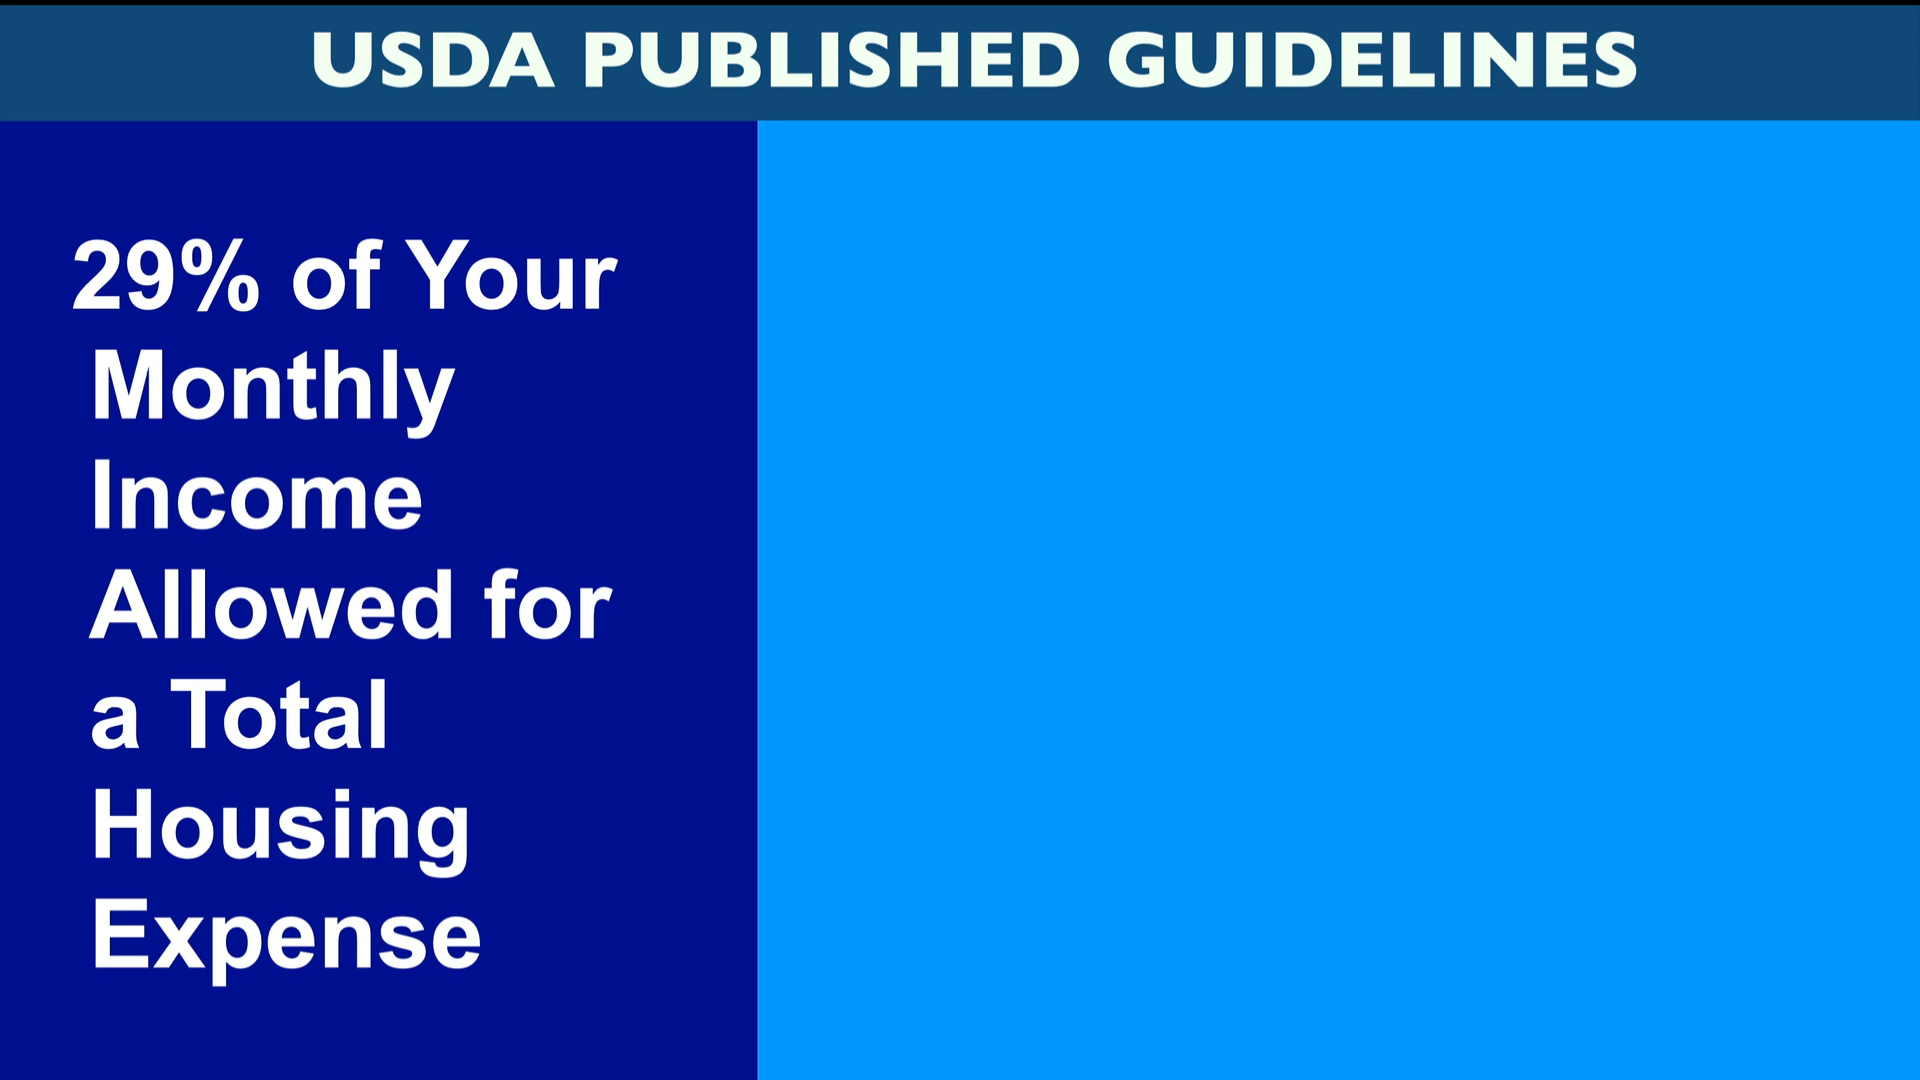 USDA PUBLISHED GUIDELINES
29% of Your
Monthly
Income
Allowed for
a Total
Housing
Expense